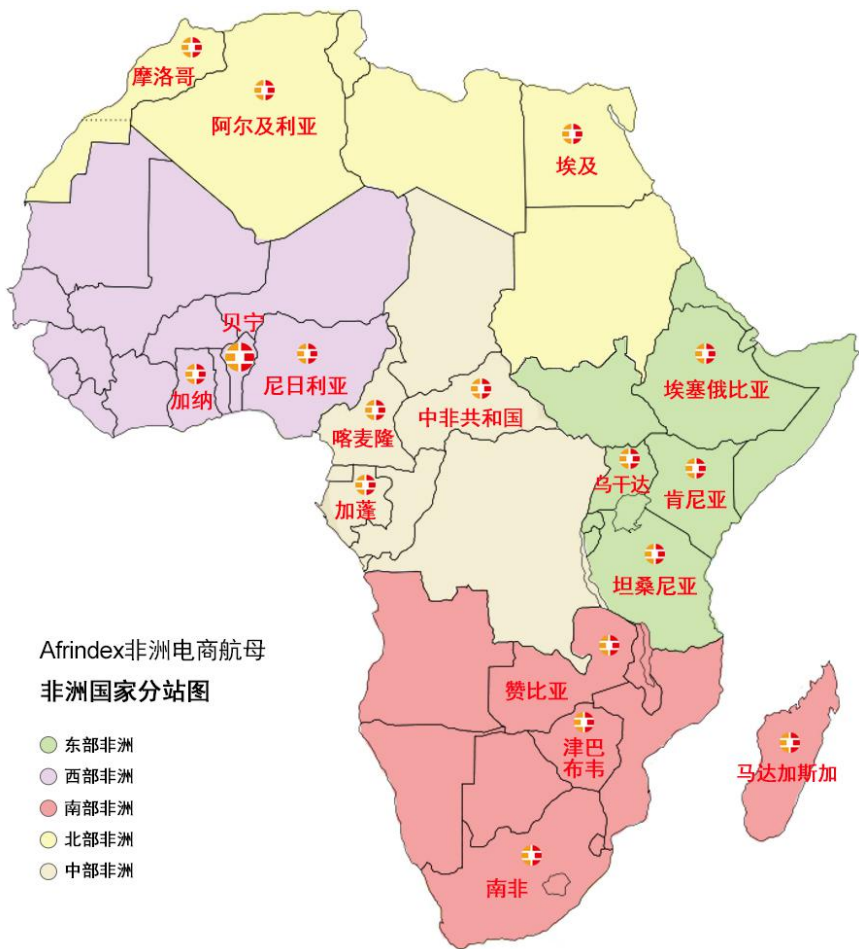 摩洛哥
阿尔及利亚
埃及
贝宁
加纳
尼日利亚
埃塞俄比亚
喀麦隆
中非共和国
乌干达
肯尼亚
加蓬
坦桑尼亚
赞比亚
津巴
布韦
马达加斯加
南非
Afrindex非洲电商航母
非洲国家分站图
东部非洲
西部非洲
南部非洲
北部非洲
中部非洲